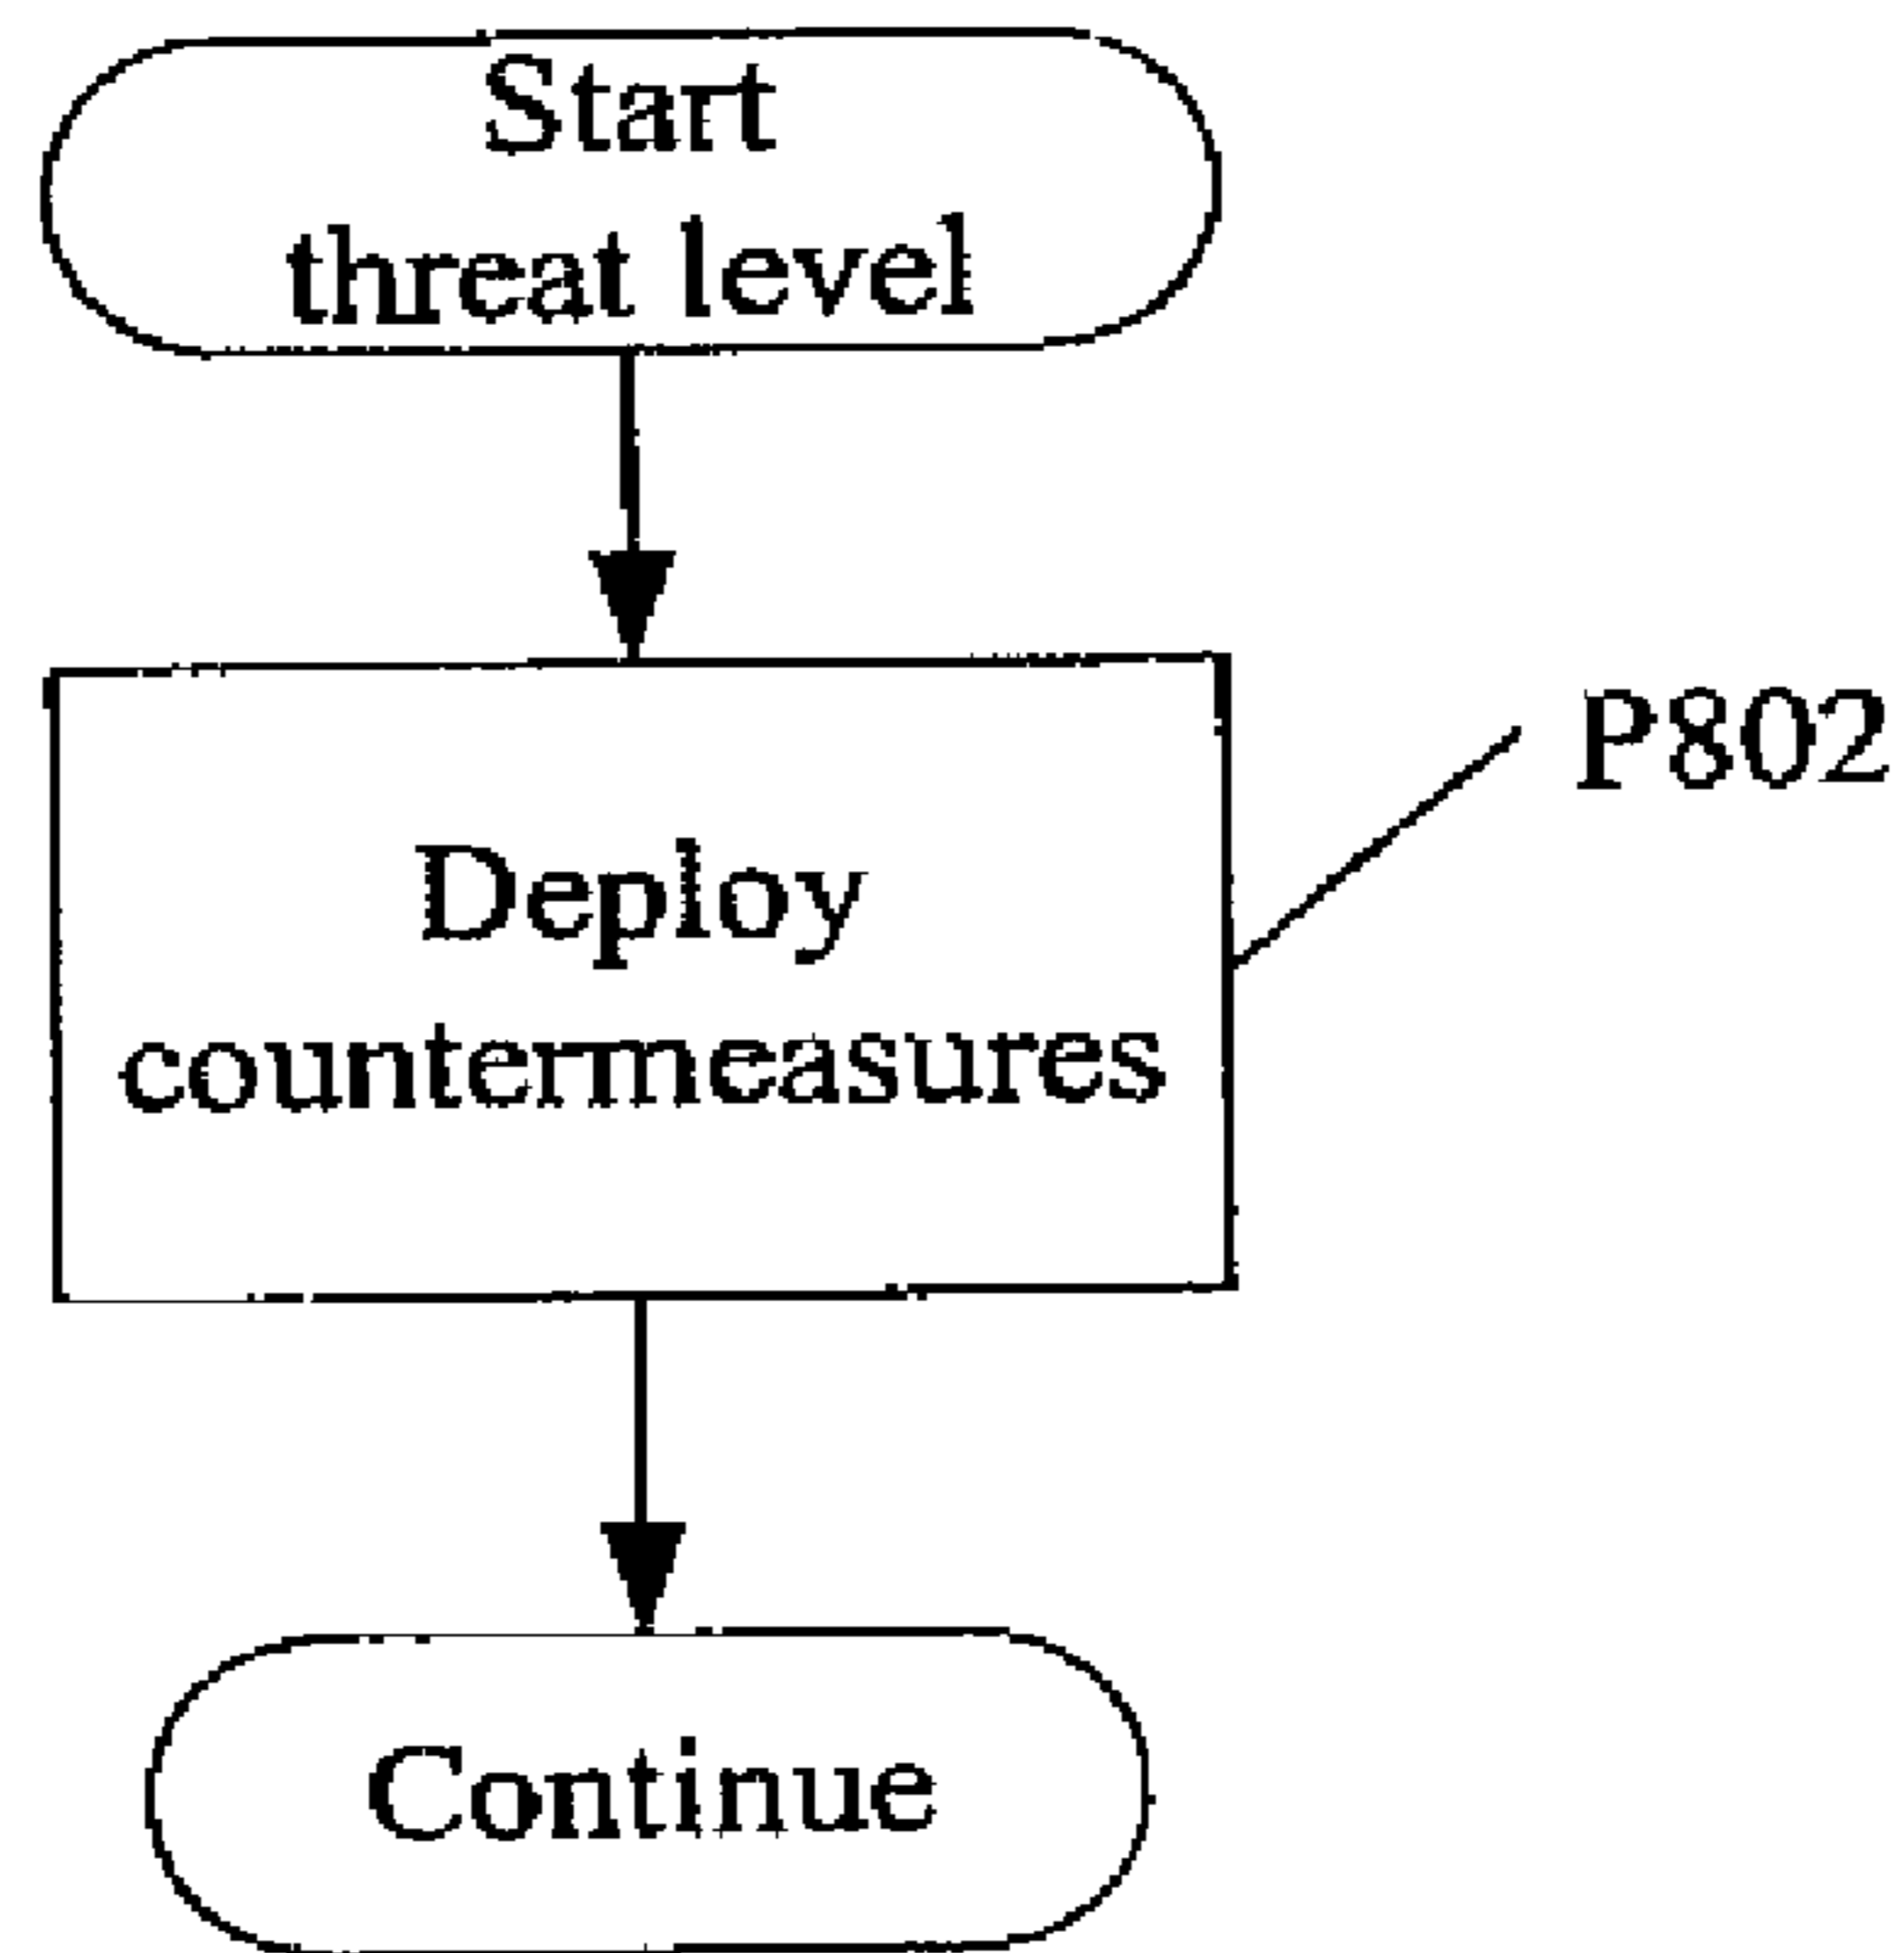 Start
threat level
P802
Deploy
countermeasures
Continue